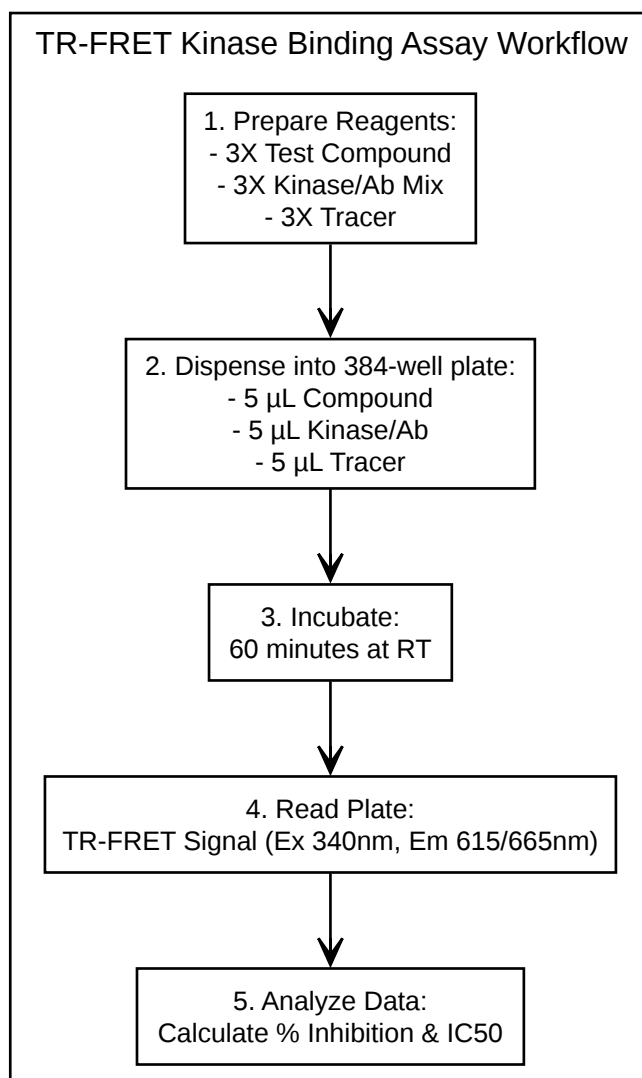 TR-FRET Kinase Binding Assay Workflow
1. Prepare Reagents:
- 3X Test Compound
- 3X Kinase/Ab Mix
- 3X Tracer
2. Dispense into 384-well plate:
- 5 µL Compound
- 5 µL Kinase/Ab
- 5 µL Tracer
3. Incubate:
60 minutes at RT
4. Read Plate:
TR-FRET Signal (Ex 340nm, Em 615/665nm)
5. Analyze Data:
Calculate % Inhibition & IC50